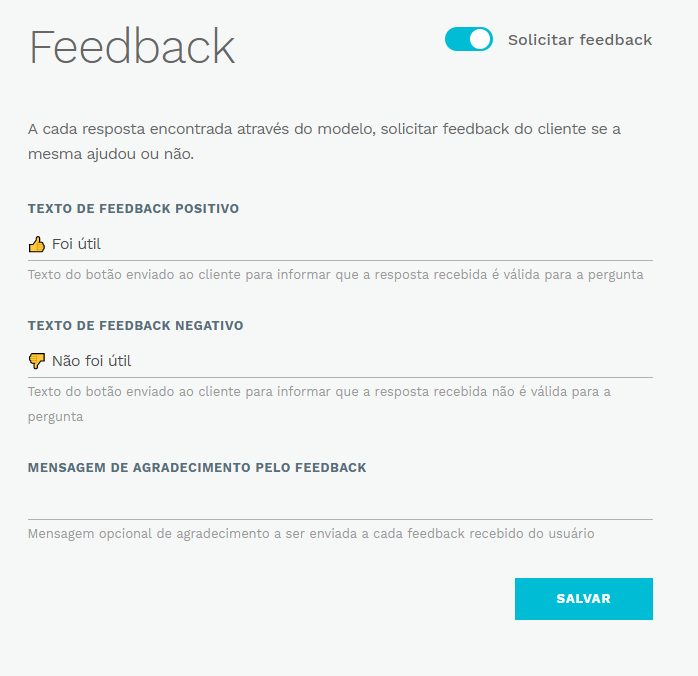 Feedback
Solicitar feedback
A cada resposta encontrada através do modelo, solicitar feedback do cliente se a
mesma ajudou ou não.
TEXTO DE FEEDBACK POSITIVO
👍 Foi útil
Texto do botão enviado ao cliente para informar que a resposta recebida é válida para a pergunta
TEXTO DE FEEDBACK NEGATIVO
👎 Não foi útil
Texto do botão enviado ao cliente para informar que a resposta recebida não é válida para a
pergunta
MENSAGEM DE AGRADECIMENTO PELO FEEDBACK
Mensagem opcional de agradecimento a ser enviada a cada feedback recebido do usuário
SALVAR